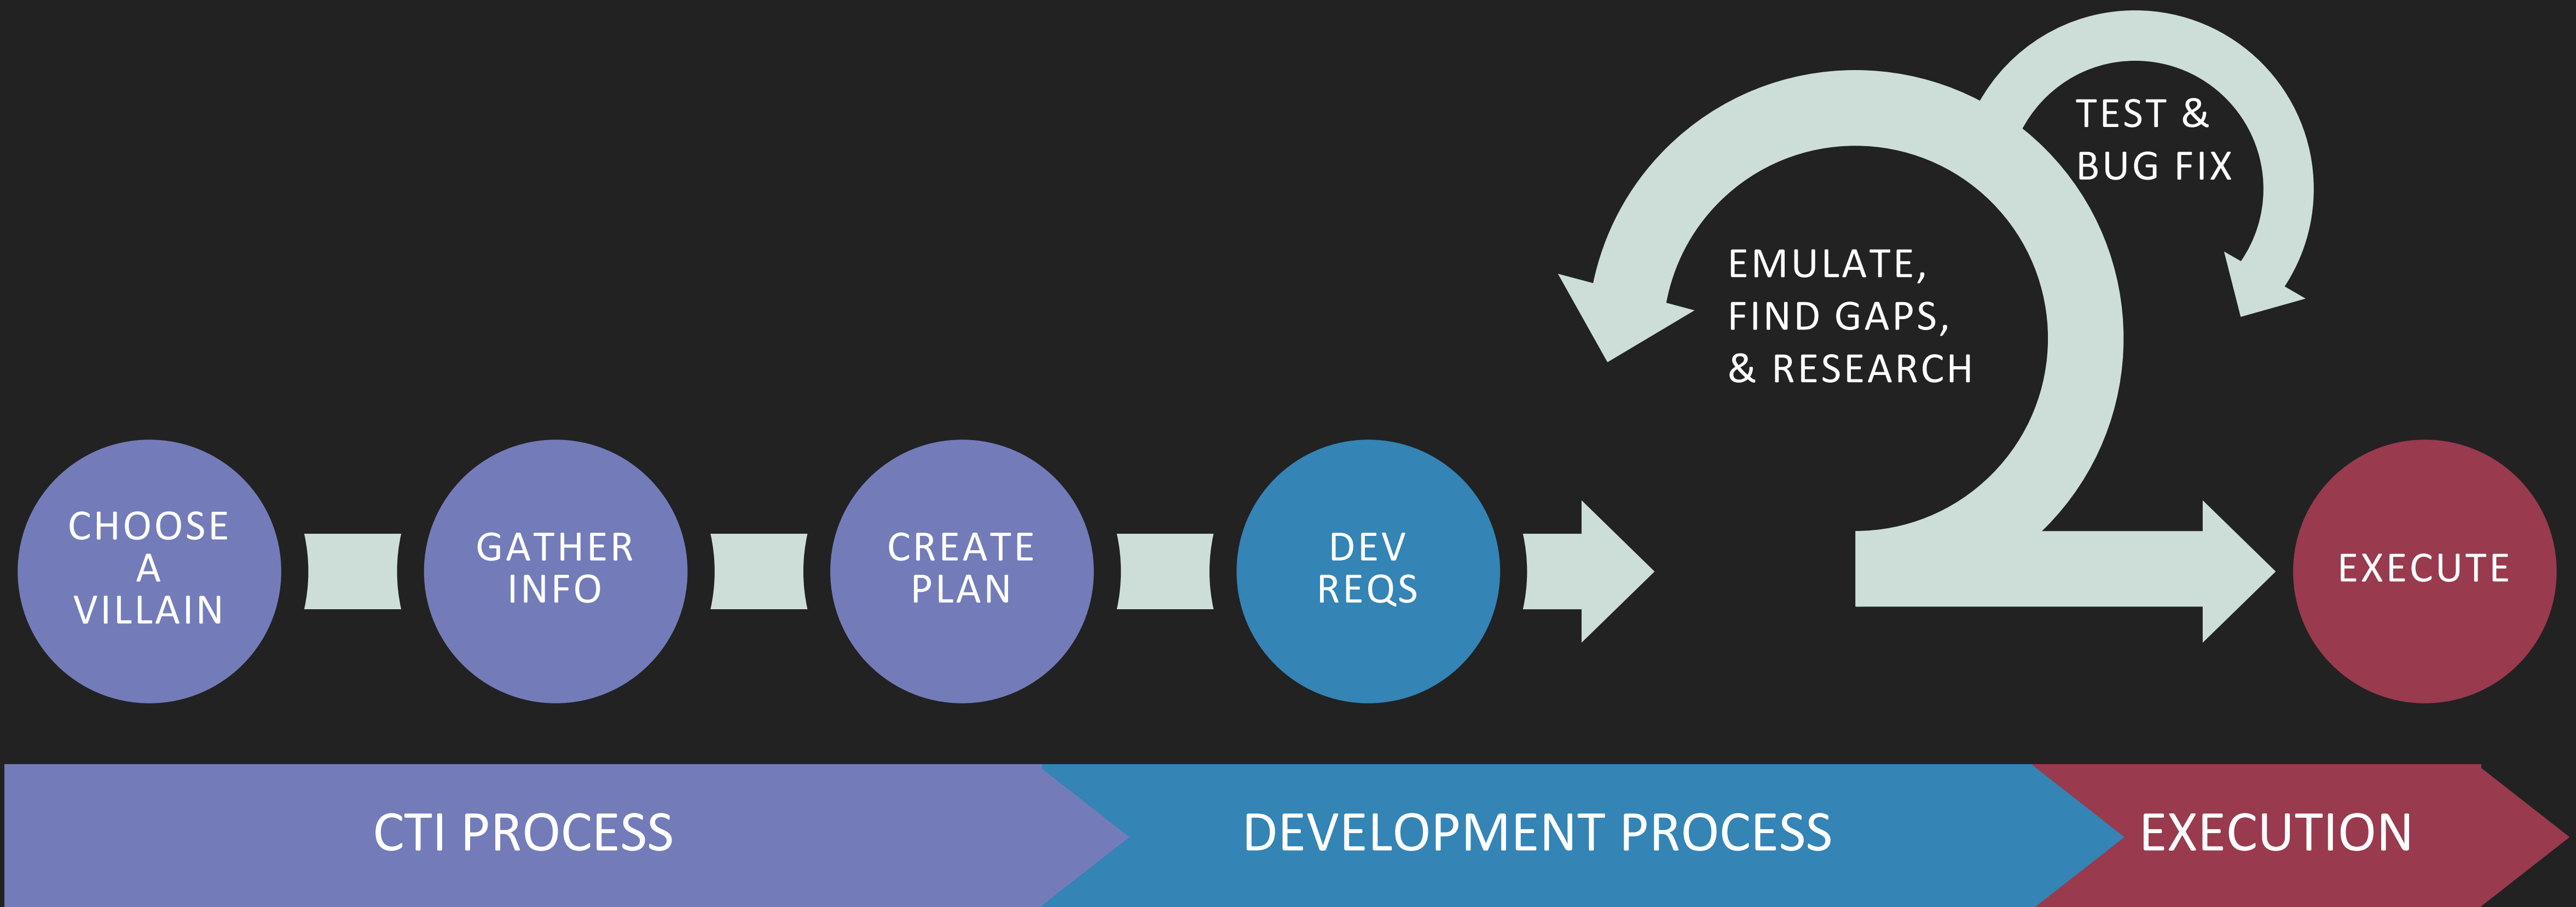 TEST &
BUG FIX
EMULATE,
FIND GAPS,
& RESEARCH
CHOOSE
A
VILLAIN
GATHER
INFO
CREATE
PLAN
DEV
REQS
EXECUTE
CTI PROCESS
DEVELOPMENT PROCESS
EXECUTION